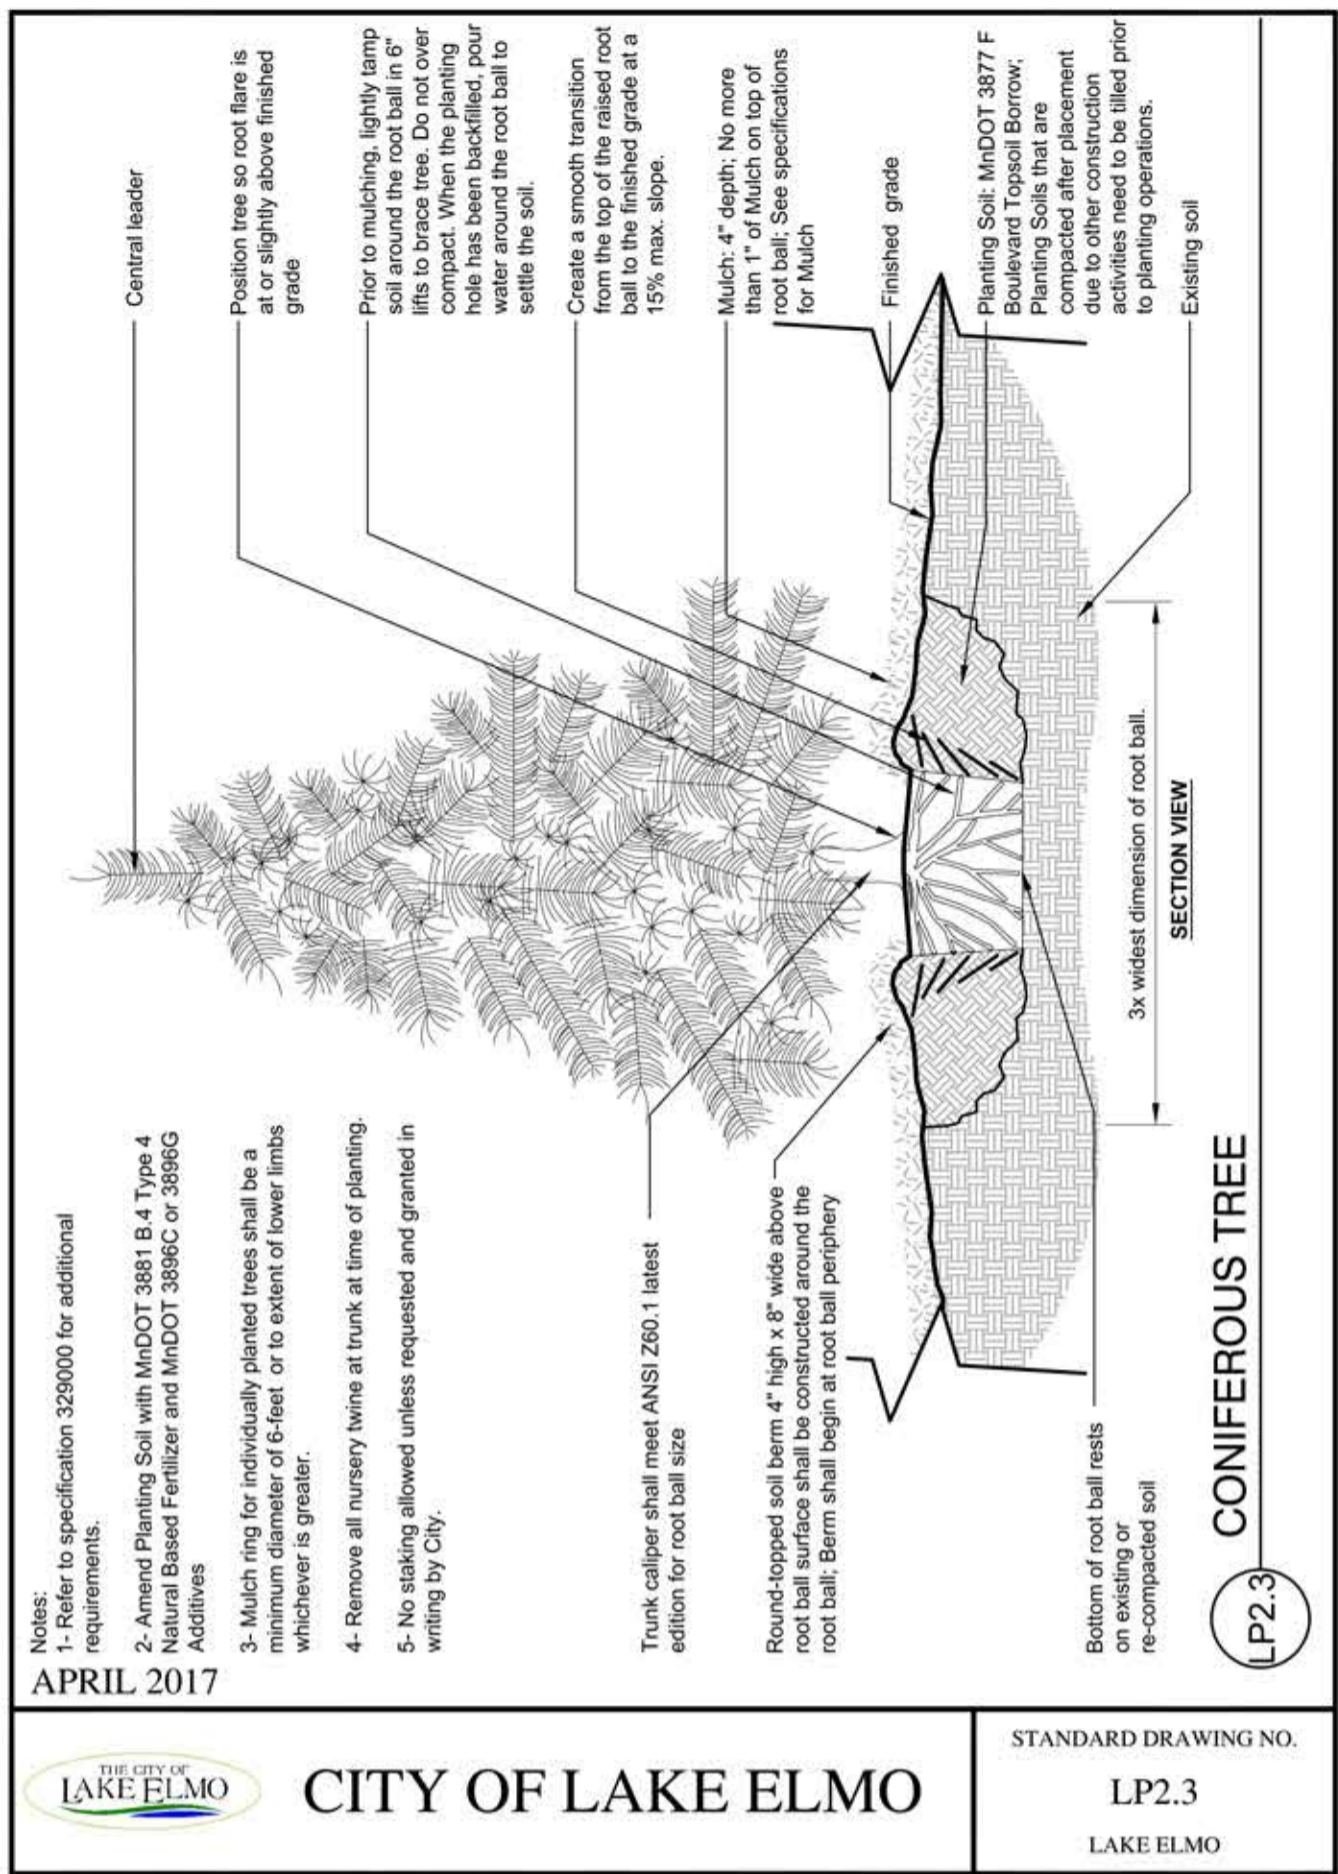 Notes:
1- Refer to specification 329000 for additional
requirements.
2- Amend Planting Soil with MnDOT 3881 B.4 Type 4
Natural Based Fertilizer and MnDOT 3896C or 3896G
Additives
3- Mulch ring for individually planted trees shall be a
minimum diameter of 6-feet or to extent of lower limbs
whichever is greater.
4- Remove all nursery twine at trunk at time of planting.
5- No staking allowed unless requested and granted in
writing by City.
Trunk caliper shall meet ANSI Z60.1 latest
edition for root ball size
Round-topped soil berm 4" high x 8" wide above
root ball surface shall be constructed around the
root ball; Berm shall begin at root ball periphery
Bottom of root ball rests
on existing or
re-compacted soil
Central leader
Position tree so root flare is
at or slightly above finished
grade
Prior to mulching, lightly tamp
soil around the root ball in 6"
lifts to brace tree. Do not over
compact. When the planting
hole has been backfilled, pour
water around the root ball to
settle the soil.
Create a smooth transition
from the top of the raised root
ball to the finished grade at a
15% max. slope.
Mulch: 4" depth; No more
than 1" of Mulch on top of
root ball; See specifications
for Mulch
Finished grade
Planting Soil: MnDOT 3877 F
Boulevard Topsoil Borrow;
Planting Soils that are
compacted after placement
due to other construction
activities need to be tilled prior
to planting operations.
Existing soil
3x widest dimension of root ball.
SECTION VIEW
LP2.3
CONIFEROUS TREE
APRIL 2017
THE CITY OF
LAKE ELMO
CITY OF LAKE ELMO
STANDARD DRAWING NO.
LP2.3
LAKE ELMO